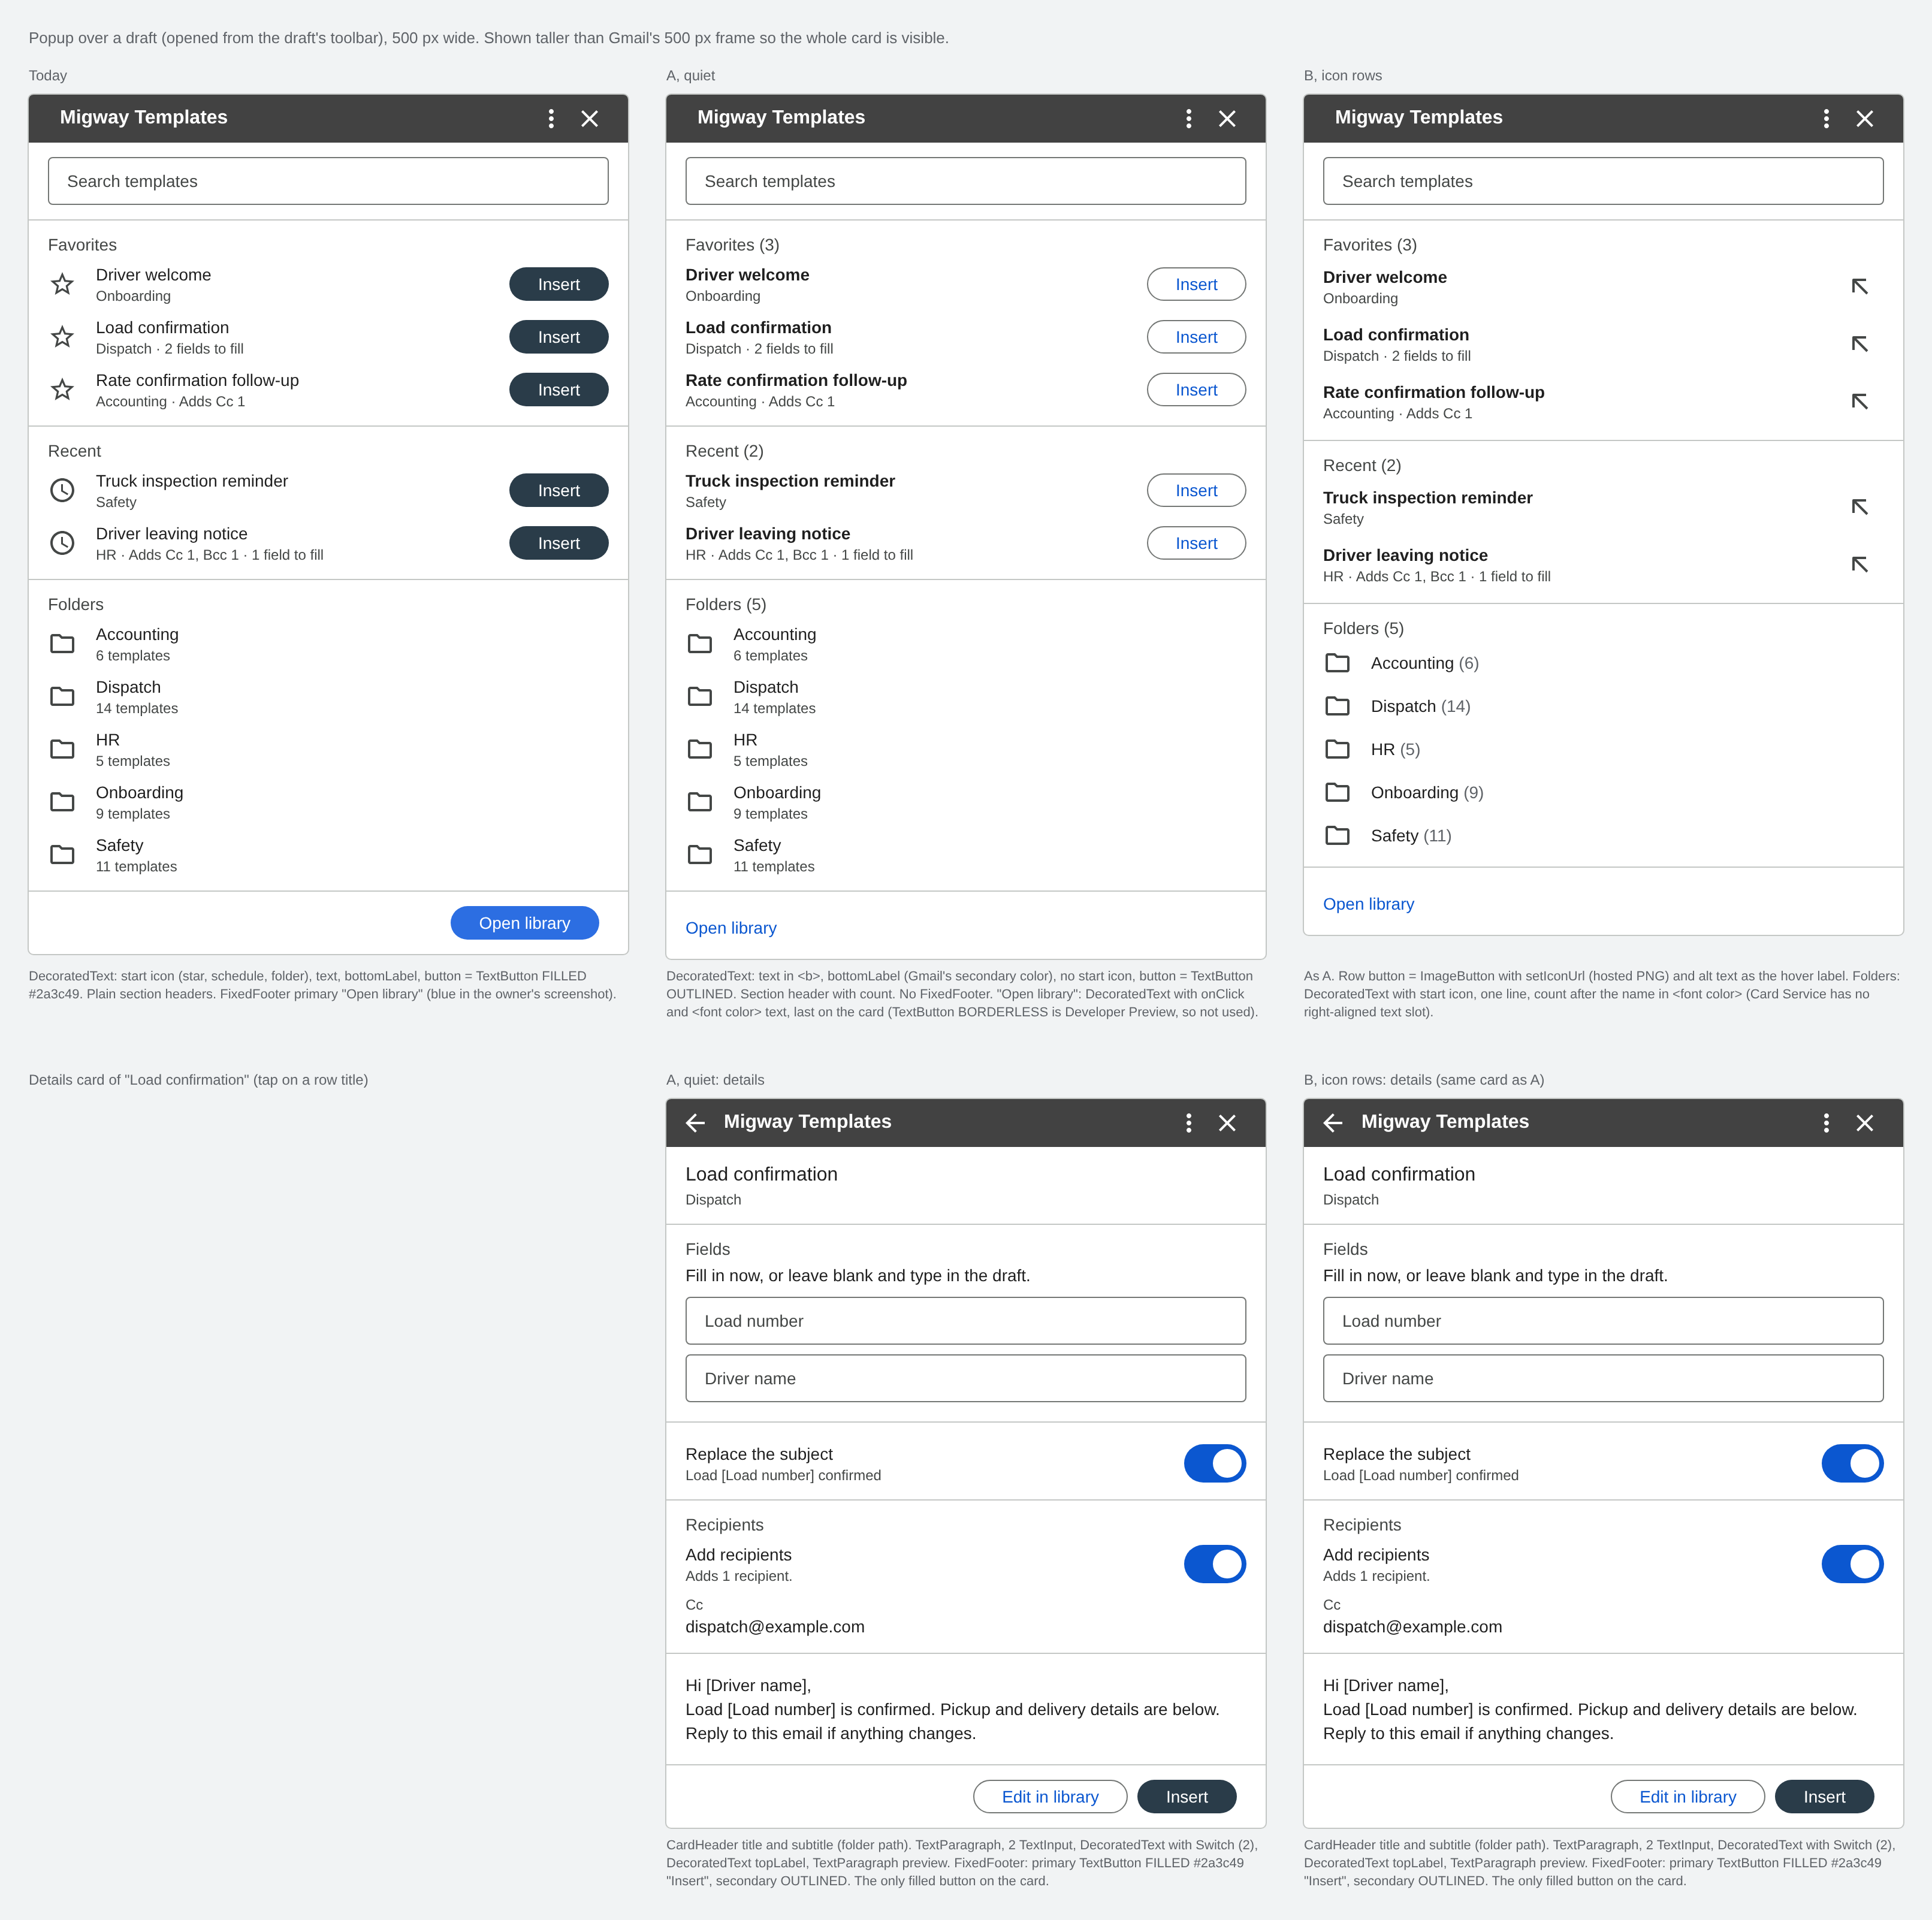 Popup over a draft (opened from the draft's toolbar), 500 px wide. Shown taller than Gmail's 500 px frame so the whole card is visible.
Today
Migway Templates
Search templates
Favorites
Driver welcome
Onboarding
Insert
Load confirmation
Dispatch · 2 fields to fill
Insert
Rate confirmation follow-up
Accounting · Adds Cc 1
Insert
Recent
Truck inspection reminder
Safety
Insert
Driver leaving notice
HR · Adds Cc 1, Bcc 1 · 1 field to fill
Insert
Folders
Accounting
6 templates
Dispatch
14 templates
HR
5 templates
Onboarding
9 templates
Safety
11 templates
Open library
DecoratedText: start icon (star, schedule, folder), text, bottomLabel, button = TextButton FILLED
#2a3c49. Plain section headers. FixedFooter primary "Open library" (blue in the owner's screenshot).
A, quiet
Migway Templates
Search templates
Favorites (3)
Driver welcome
Onboarding
Insert
Load confirmation
Dispatch · 2 fields to fill
Insert
Rate confirmation follow-up
Accounting · Adds Cc 1
Insert
Recent (2)
Truck inspection reminder
Safety
Insert
Driver leaving notice
HR · Adds Cc 1, Bcc 1 · 1 field to fill
Insert
Folders (5)
Accounting
6 templates
Dispatch
14 templates
HR
5 templates
Onboarding
9 templates
Safety
11 templates
Open library
DecoratedText: text in <b>, bottomLabel (Gmail's secondary color), no start icon, button = TextButton
OUTLINED. Section header with count. No FixedFooter. "Open library": DecoratedText with onClick
and <font color> text, last on the card (TextButton BORDERLESS is Developer Preview, so not used).
B, icon rows
Migway Templates
Search templates
Favorites (3)
Driver welcome
Onboarding
Load confirmation
Dispatch · 2 fields to fill
Rate confirmation follow-up
Accounting · Adds Cc 1
Recent (2)
Truck inspection reminder
Safety
Driver leaving notice
HR · Adds Cc 1, Bcc 1 · 1 field to fill
Folders (5)
Accounting (6)
Dispatch (14)
HR (5)
Onboarding (9)
Safety (11)
Open library
As A. Row button = ImageButton with setIconUrl (hosted PNG) and alt text as the hover label. Folders:
DecoratedText with start icon, one line, count after the name in <font color> (Card Service has no
right-aligned text slot).
Details card of "Load confirmation" (tap on a row title)
A, quiet: details
Migway Templates
Load confirmation
Dispatch
Fields
Fill in now, or leave blank and type in the draft.
Load number
Driver name
Replace the subject
Load [Load number] confirmed
Recipients
Add recipients
Adds 1 recipient.
Cc
dispatch@example.com
Hi [Driver name],
Load [Load number] is confirmed. Pickup and delivery details are below.
Reply to this email if anything changes.
Edit in library
Insert
CardHeader title and subtitle (folder path). TextParagraph, 2 TextInput, DecoratedText with Switch (2),
DecoratedText topLabel, TextParagraph preview. FixedFooter: primary TextButton FILLED #2a3c49
"Insert", secondary OUTLINED. The only filled button on the card.
B, icon rows: details (same card as A)
Migway Templates
Load confirmation
Dispatch
Fields
Fill in now, or leave blank and type in the draft.
Load number
Driver name
Replace the subject
Load [Load number] confirmed
Recipients
Add recipients
Adds 1 recipient.
Cc
dispatch@example.com
Hi [Driver name],
Load [Load number] is confirmed. Pickup and delivery details are below.
Reply to this email if anything changes.
Edit in library
Insert
CardHeader title and subtitle (folder path). TextParagraph, 2 TextInput, DecoratedText with Switch (2),
DecoratedText topLabel, TextParagraph preview. FixedFooter: primary TextButton FILLED #2a3c49
"Insert", secondary OUTLINED. The only filled button on the card.